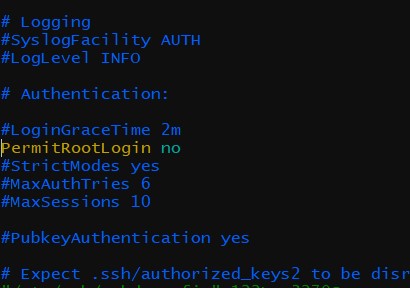 # Logging
#SyslogFacility AUTH
#LogLevel INFO
# Authentication:
#LoginGraceTime 2m
PermitRootLogin no
#StrictModes yes
#MaxAuthTries 6
#MaxSessions 10
#PubkeyAuthentication yes
# Expect .ssh/authorized_keys2 to be disr